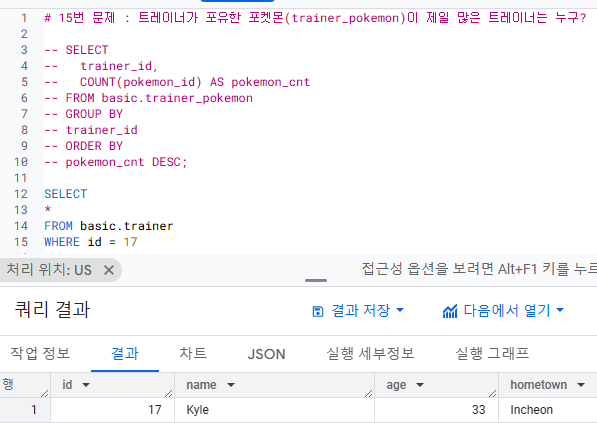 1 # 15번 문제 : 트레이너가 포유한 포켓몬(trainer_pokemon)이 제일 많은 트레이너는 누구?
2
3 -- SELECT
4 -- trainer_id,
5 -- COUNT(pokemon_id) AS pokemon_cnt
6 -- FROM basic.trainer_pokemon
7 -- GROUP BY
8 -- trainer_id
9 -- ORDER BY
10 -- pokemon_cnt DESC;
11
12 SELECT
13 *
14 FROM basic.trainer
15 WHERE id = 17
처리 위치: US
접근성 옵션을 보려면 Alt+F1 키를 누르
쿼리 결과
결과 저장
다음에서 열기
작업 정보 결과 차트 JSON 실행 세부정보 실행 그래프
행 id name age hometown
1 17 Kyle 33 Incheon